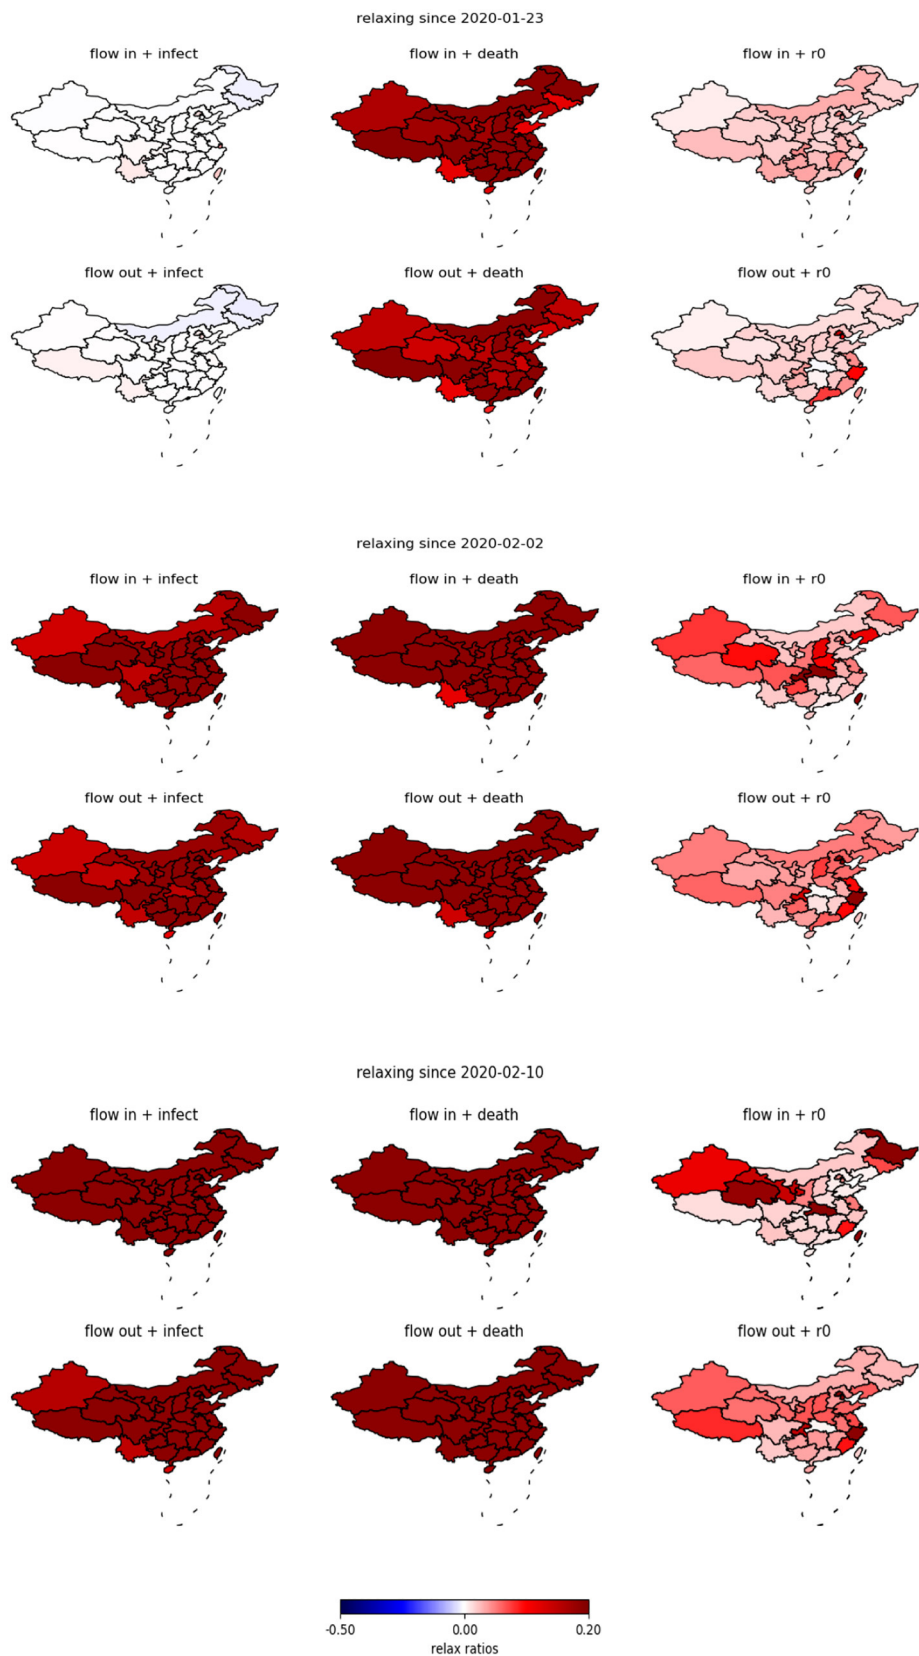 relaxing since 2020-01-23
flow in + infect
flow in + death
flow in + r0
flow out + infect
flow out + death
flow out + r0
relaxing since 2020-02-02
flow in + infect
flow in + death
flow in + r0
flow out + infect
flow out + death
flow out + r0
relaxing since 2020-02-10
flow in + infect
flow in + death
flow in + r0
flow out + infect
flow out + death
flow out + r0
-0.50
0.00
0.20
relax ratios